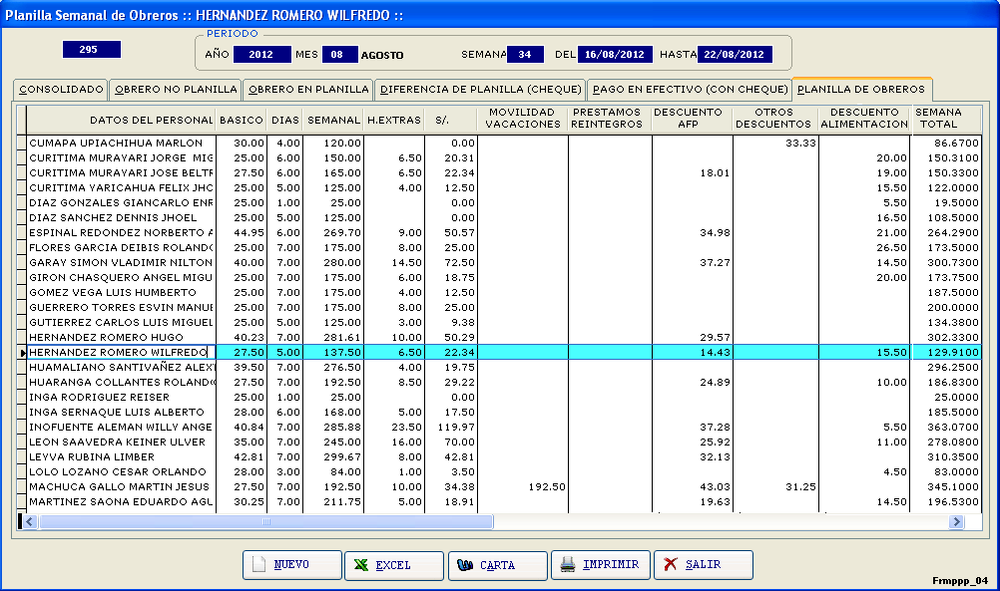 Planilla Semanal de Obreros :: HERNANDEZ ROMERO WILFREDO ::
295
PERIODO
AÑO 2012 MES 08 AGOSTO SEMANA 34 DEL 16/08/2012 HASTA 22/08/2012
CONSOLIDADO OBRERO NO PLANILLA OBRERO EN PLANILLA DIFERENCIA DE PLANILLA (CHEQUE) PAGO EN EFECTIVO (CON CHEQUE) PLANILLA DE OBREROS
DATOS DEL PERSONAL BASICO DIAS SEMANAL H.EXTRAS S/. MOVILIDAD VACACIONES PRESTAMOS REINTEGROS DESCUENTO AFP OTROS DESCUENTOS DESCUENTO ALIMENTACION SEMANA TOTAL
CUMAPA UPIACHIHUA MARLON 30.00 4.00 120.00 0.00 33.33 86.6700
CURITIMA MURAYARI JORGE MIG 25.00 6.00 150.00 6.50 20.31 20.00 150.3100
CURITIMA MURAYARI JOSE BELTR 27.50 6.00 165.00 6.50 22.34 18.01 19.00 150.3300
CURITIMA YARICAHUA FELIX JHC 25.00 5.00 125.00 4.00 12.50 15.50 122.0000
DIAZ GONZALES GIANCARLO ENR 25.00 1.00 25.00 0.00 5.50 19.5000
DIAZ SANCHEZ DENNIS JHOEL 25.00 5.00 125.00 0.00 16.50 108.5000
ESPINAL REDONDEZ NORBERTO A 44.95 6.00 269.70 9.00 50.57 34.98 21.00 264.2900
FLORES GARCIA DEIBIS ROLANDO 25.00 7.00 175.00 8.00 25.00 26.50 173.5000
GARAY SIMON VLADIMIR NILTON 40.00 7.00 280.00 14.50 72.50 37.27 14.50 300.7300
GIRON CHASQUERO ANGEL MIGU 25.00 7.00 175.00 6.00 18.75 20.00 173.7500
GOMEZ VEGA LUIS HUMBERTO 25.00 7.00 175.00 4.00 12.50 187.5000
GUERRERO TORRES ESVIN MANUE 25.00 7.00 175.00 8.00 25.00 200.0000
GUTIERREZ CARLOS LUIS MIGUEL 25.00 5.00 125.00 3.00 9.38 134.3800
HERNANDEZ ROMERO HUGO 40.23 7.00 281.61 10.00 50.29 29.57 302.3300
HERNANDEZ ROMERO WILFREDO 27.50 5.00 137.50 6.50 22.34 14.43 15.50 129.9100
HUAMALIANO SANTIVAÑEZ ALEX 39.50 7.00 276.50 4.00 19.75 296.2500
HUARANGA COLLANTES ROLANDO 27.50 7.00 192.50 8.50 29.22 24.89 10.00 186.8300
INGA RODRIGUEZ REISER 25.00 1.00 25.00 0.00 25.0000
INGA SERNAQUE LUIS ALBERTO 28.00 6.00 168.00 5.00 17.50 185.5000
INOFUENTE ALEMAN WILLY ANGE 40.84 7.00 285.88 23.50 119.97 37.28 5.50 363.0700
LEON SAAVEDRA KEINER ULVER 35.00 7.00 245.00 16.00 70.00 25.92 11.00 278.0800
LEYVA RUBINA LIMBER 42.81 7.00 299.67 8.00 42.81 32.13 310.3500
LOLO LOZANO CESAR ORLANDO 28.00 3.00 84.00 1.00 3.50 4.50 83.0000
MACHUCA GALLO MARTIN JESUS 27.50 7.00 192.50 10.00 34.38 192.50 43.03 31.25 345.1000
MARTINEZ SAONA EDUARDO AGU 30.25 7.00 211.75 5.00 18.91 19.63 14.50 196.5300
NUEVO EXCEL CARTA IMPRIMIR SALIR
Frmppp_04